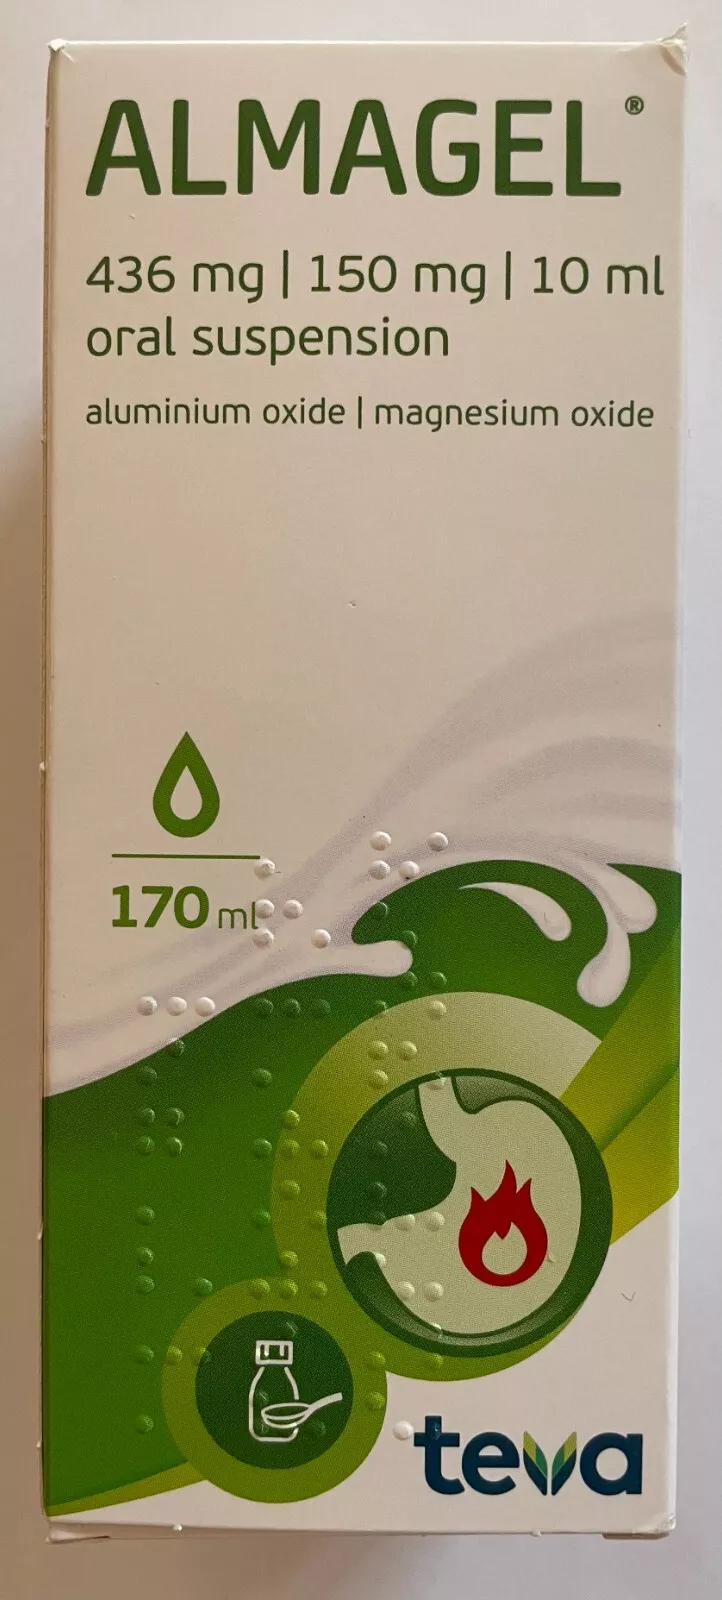 ALMAGEL®
436 mg | 150 mg | 10 ml
oral suspension
aluminium oxide | magnesium oxide
170 ml
teva